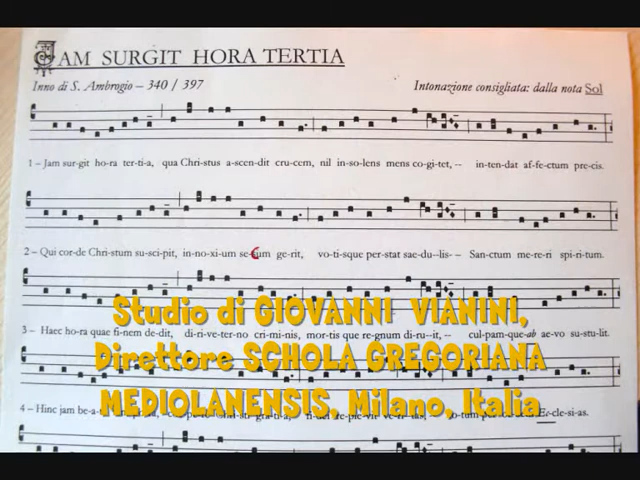 JAM SURGIT HORA TERTIA
Inno di S. Ambrogio – 340 / 397
Intonazione consigliata: dalla nota Sol
1 – Jam sur-git ho-ra ter-ti-a, qua Chri-stus a-scen-dit cru-cem, nil in-so-lens mens co-gi-tet, -- in-ten-dat af-fe-ctum pre-cis.
2 – Qui cor-de Chri-stum su-sci-pit, in-no-xi-um se-cum ge-rit, vo-ti-sque per-stat sae-du--lis-- San-ctum me-re-ri spi-ri-tum.
3 – Haec ho-ra quae fi-nem de-dit, di-ri-ve-ter-no cri-mi-nis, mor-tis que re-gnum di-ru-it, -- cul-pam-que-ab ae-vo su-stu-lit.
Studio di GIOVANNI VIANINI,
Direttore SCHOLA GREGORIANA
MEDIOLANENSIS, Milano, Italia
4 – Hinc jam be-a- Ec-cle-si-as.